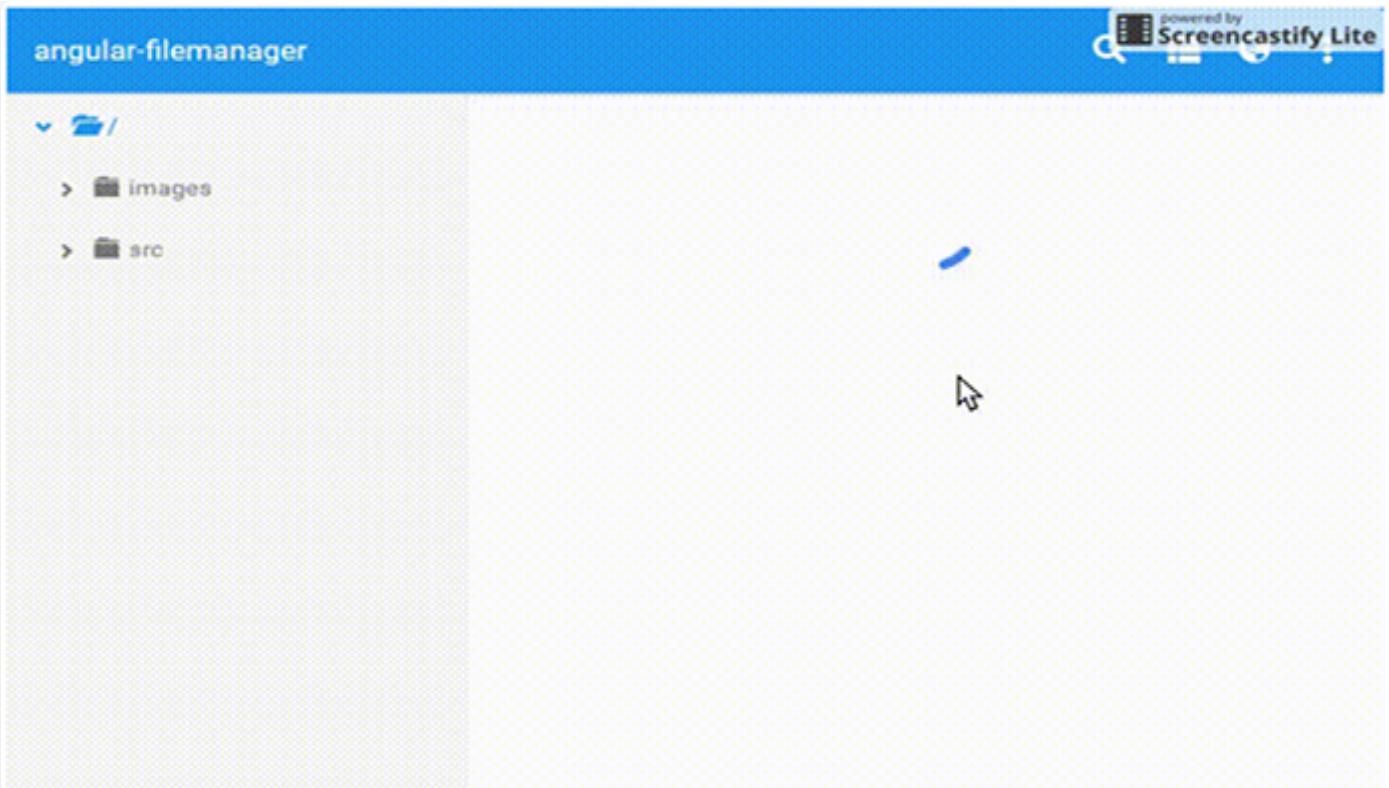 angular-filemanager
powered by
Screencastify Lite
/
images
src